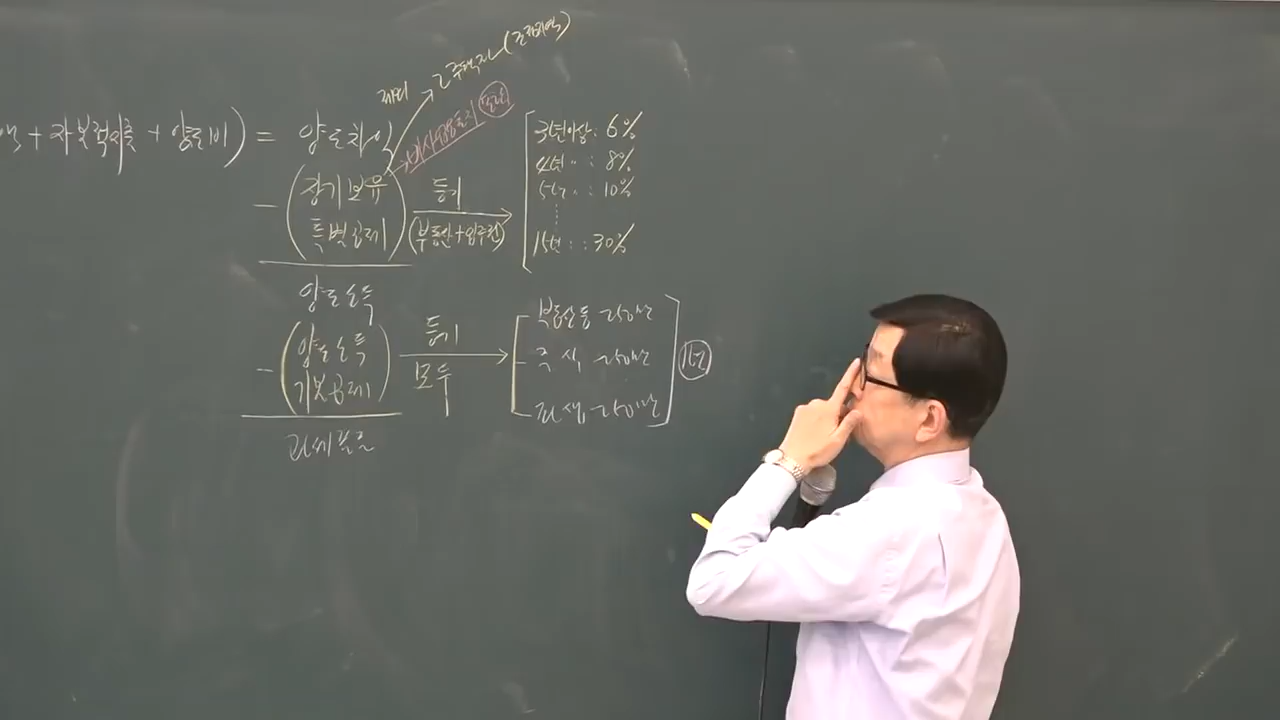 제외 2주택자(조정지역)
비사업용토지
+ 자본적지출 + 양도비) = 양도차익
- (장기보유
특별공제)
등기
(부동산+입주권)
3년이상 : 6%
4년 〃 : 8%
5년 〃 : 10%
⋮
15년 : : 30%
양도소득
- (양도소득
기본공제)
등기
모두
부동산등 250만
주식 250만
파생 250만
1년
과세표준